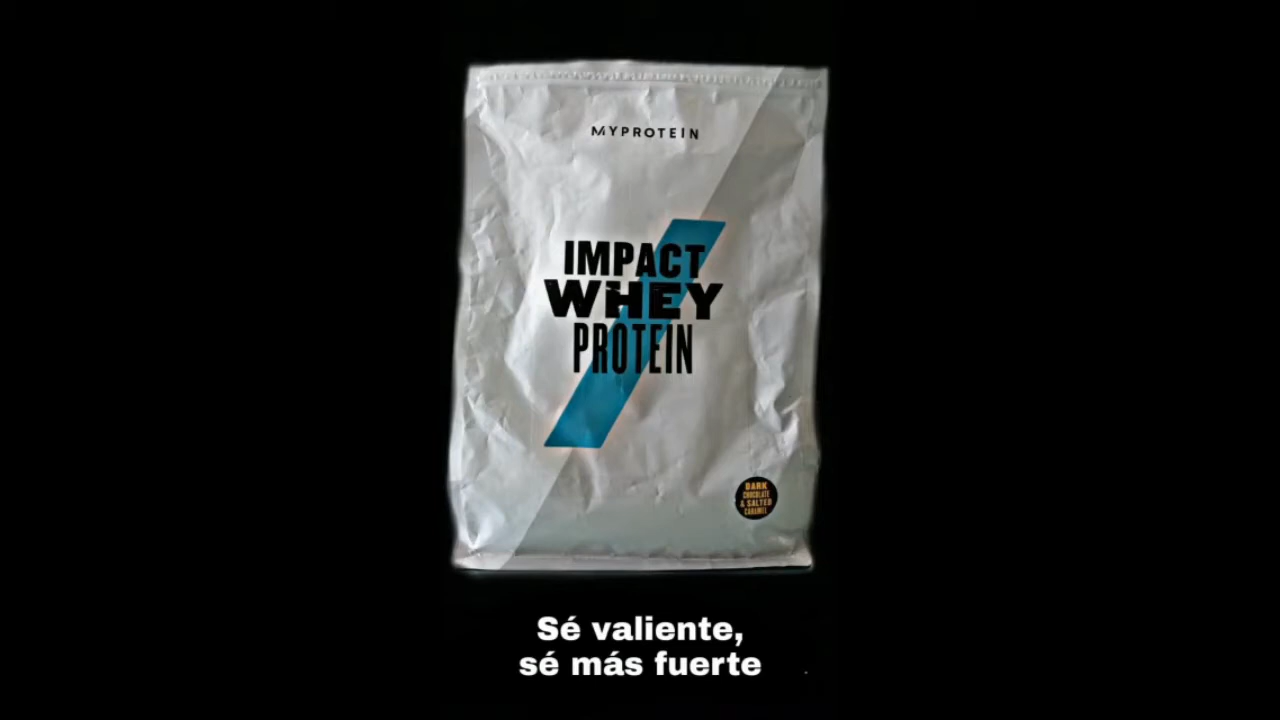 MYPROTEIN
IMPACT
WHEY
PROTEIN
DARK
CHOCOLATE
& SALTED
CARAMEL
Sé valiente,
sé más fuerte